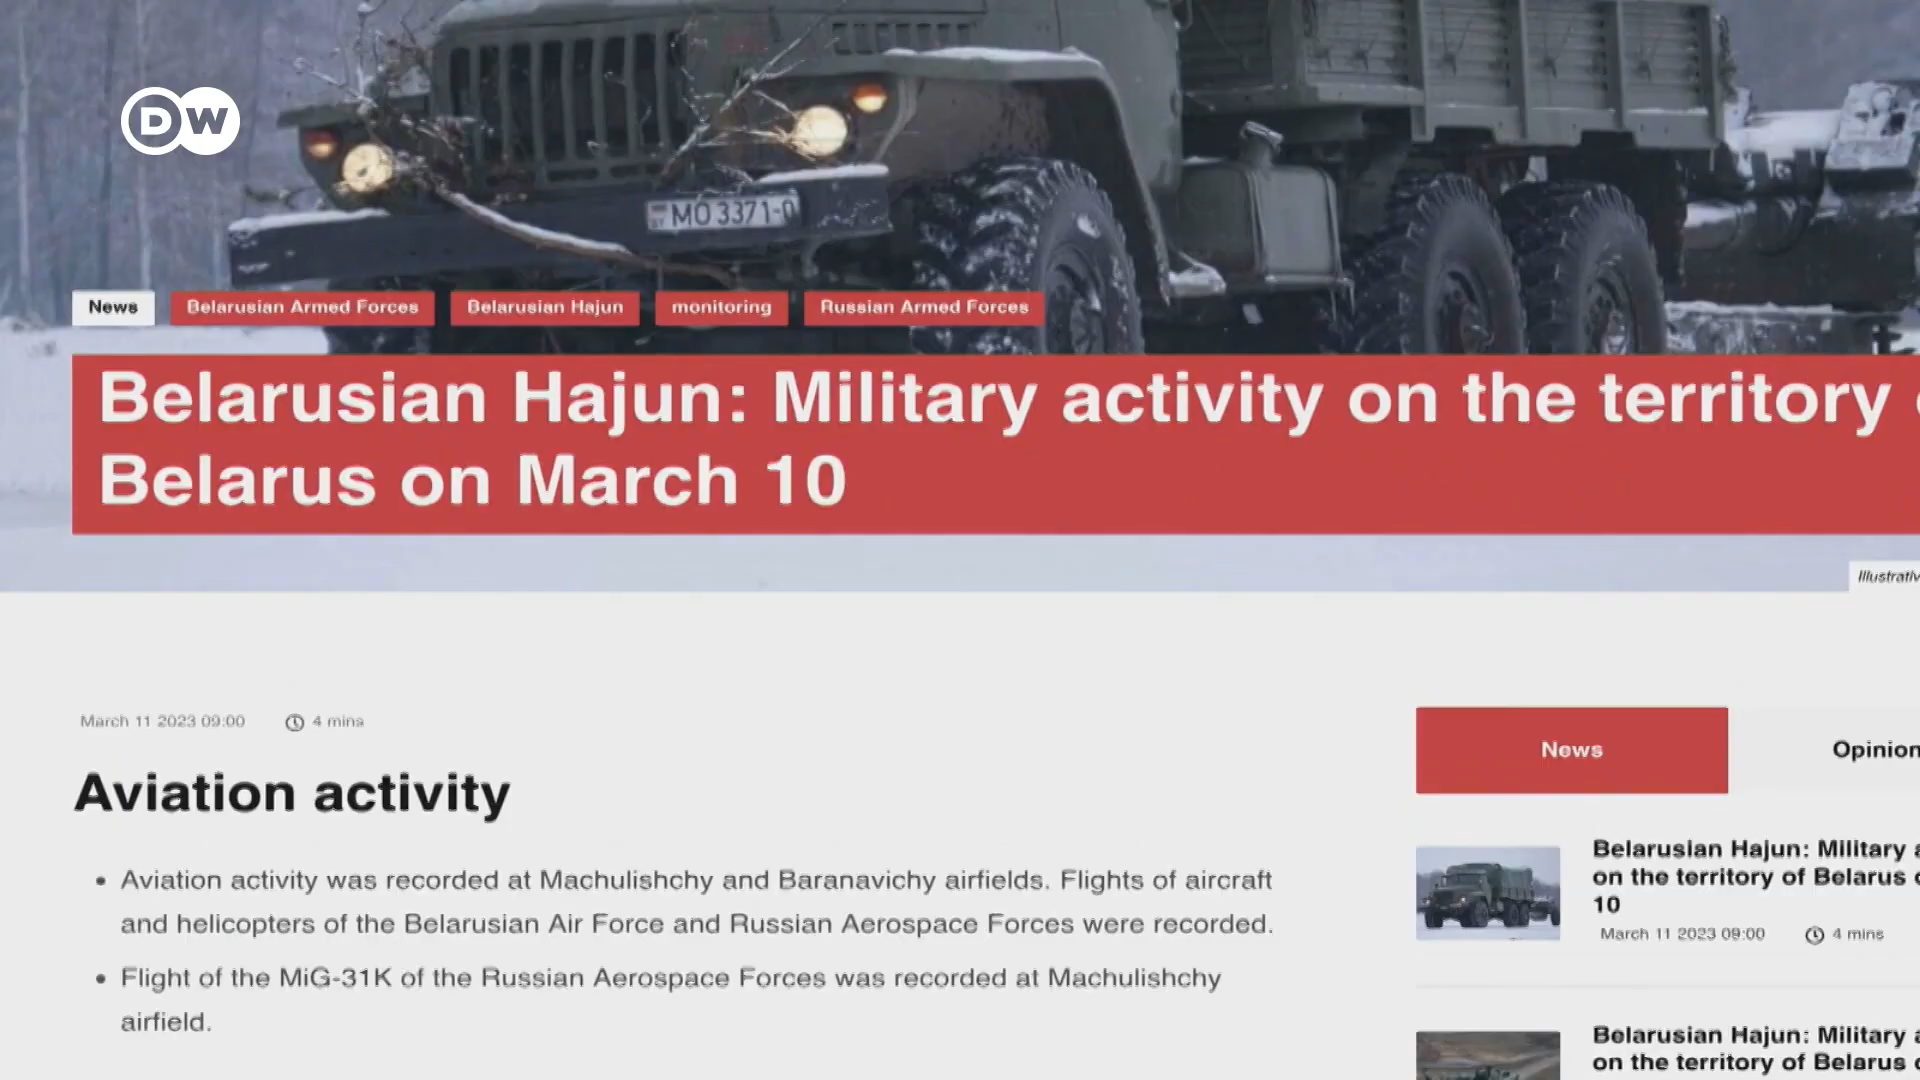 DW
MO 3371-0
News
Belarusian Armed Forces
Belarusian Hajun
monitoring
Russian Armed Forces
Belarusian Hajun: Military activity on the territory
Belarus on March 10
March 11 2023 09:00
4 mins
News
Opinion
Aviation activity
Aviation activity was recorded at Machulishchy and Baranavichy airfields. Flights of aircraft
and helicopters of the Belarusian Air Force and Russian Aerospace Forces were recorded.
Flight of the MiG-31K of the Russian Aerospace Forces was recorded at Machulishchy
airfield.
Belarusian Hajun: Military
on the territory of Belarus
10
March 11 2023 09:00
4 mins
Belarusian Hajun: Military
on the territory of Belarus